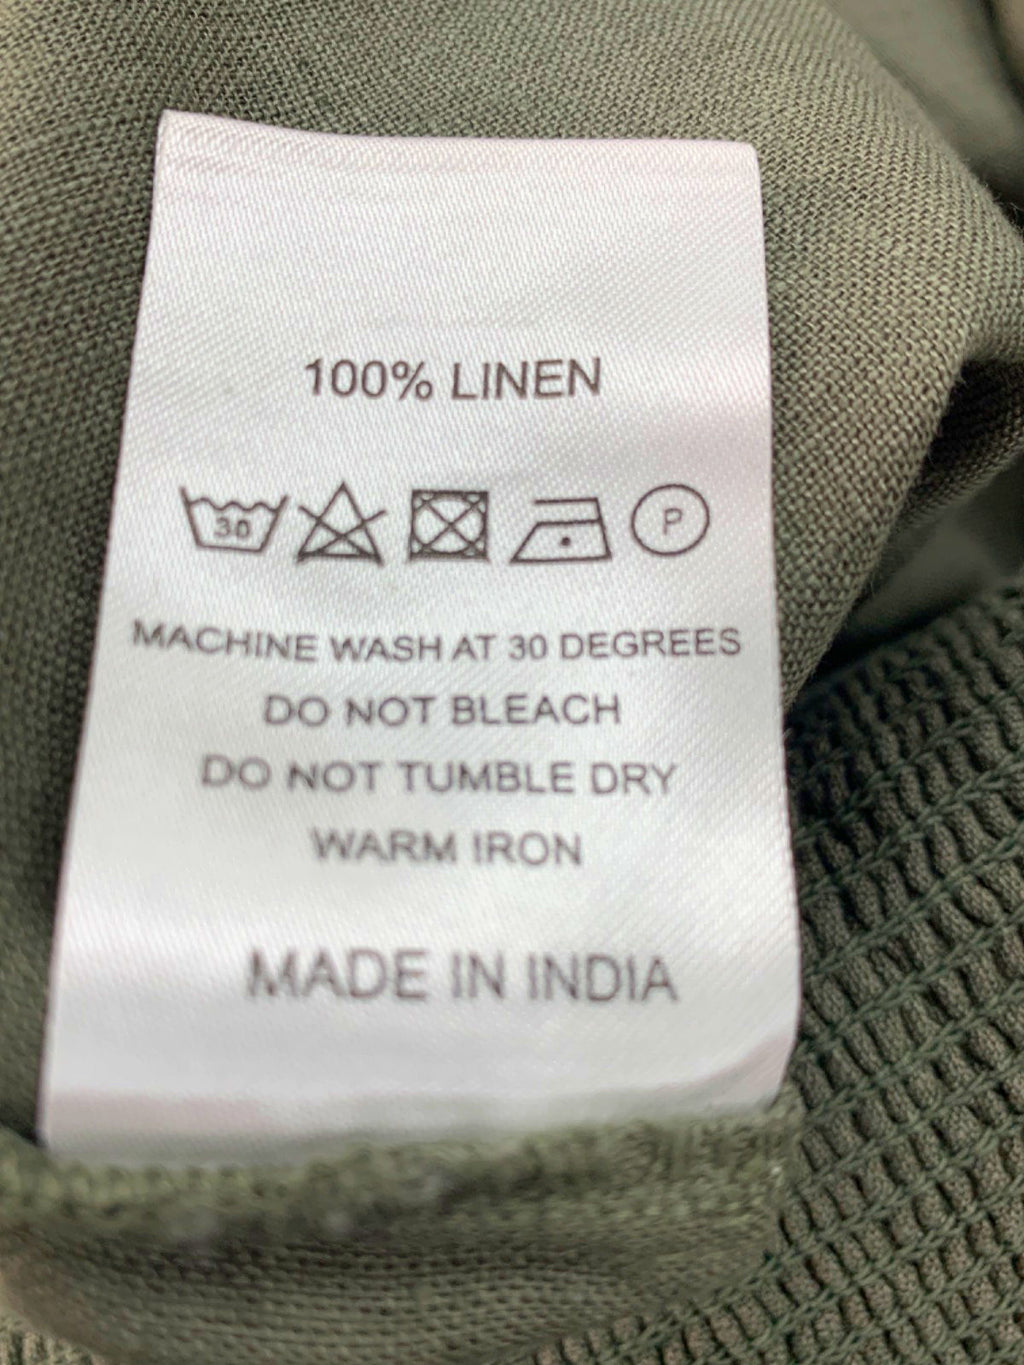 100% LINEN
30 P
MACHINE WASH AT 30 DEGREES
DO NOT BLEACH
DO NOT TUMBLE DRY
WARM IRON
MADE IN INDIA